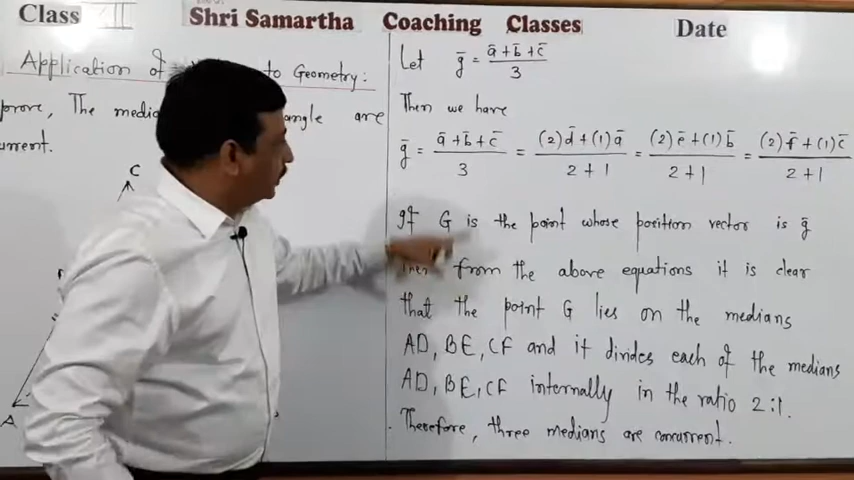 Class XII Shri Samartha Coaching Classes Date
Application of to Geometry:
prove, The medi angle are
current.
C
A
Let ḡ = ā + b̄ + c̄ / 3
Then we have
ḡ = ā + b̄ + c̄ / 3 = (2)d̄ + (1)ā / 2 + 1 = (2)ē + (1)b̄ / 2 + 1 = (2)f̄ + (1)c̄ / 2 + 1
If G is the point whose position vector is ḡ
Then from the above equations it is clear
that the point G lies on the medians
AD, BE, CF and it divides each of the medians
AD, BE, CF internally in the ratio 2:1.
Therefore, three medians are concurrent.